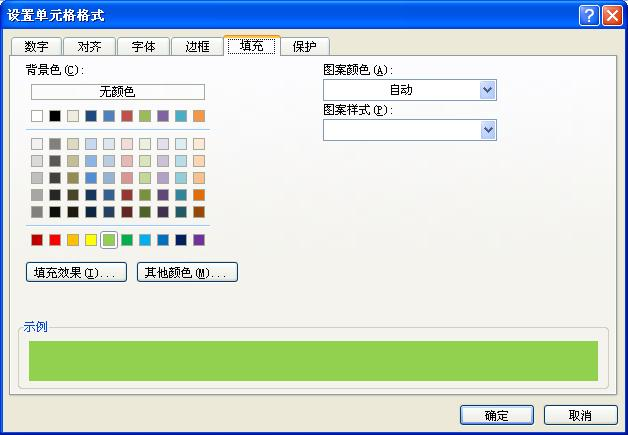 设置单元格格式
数字 对齐 字体 边框 填充 保护
背景色(C):
无颜色
图案颜色(A):
自动
图案样式(P):
填充效果(I)... 其他颜色(M)...
示例
确定 取消